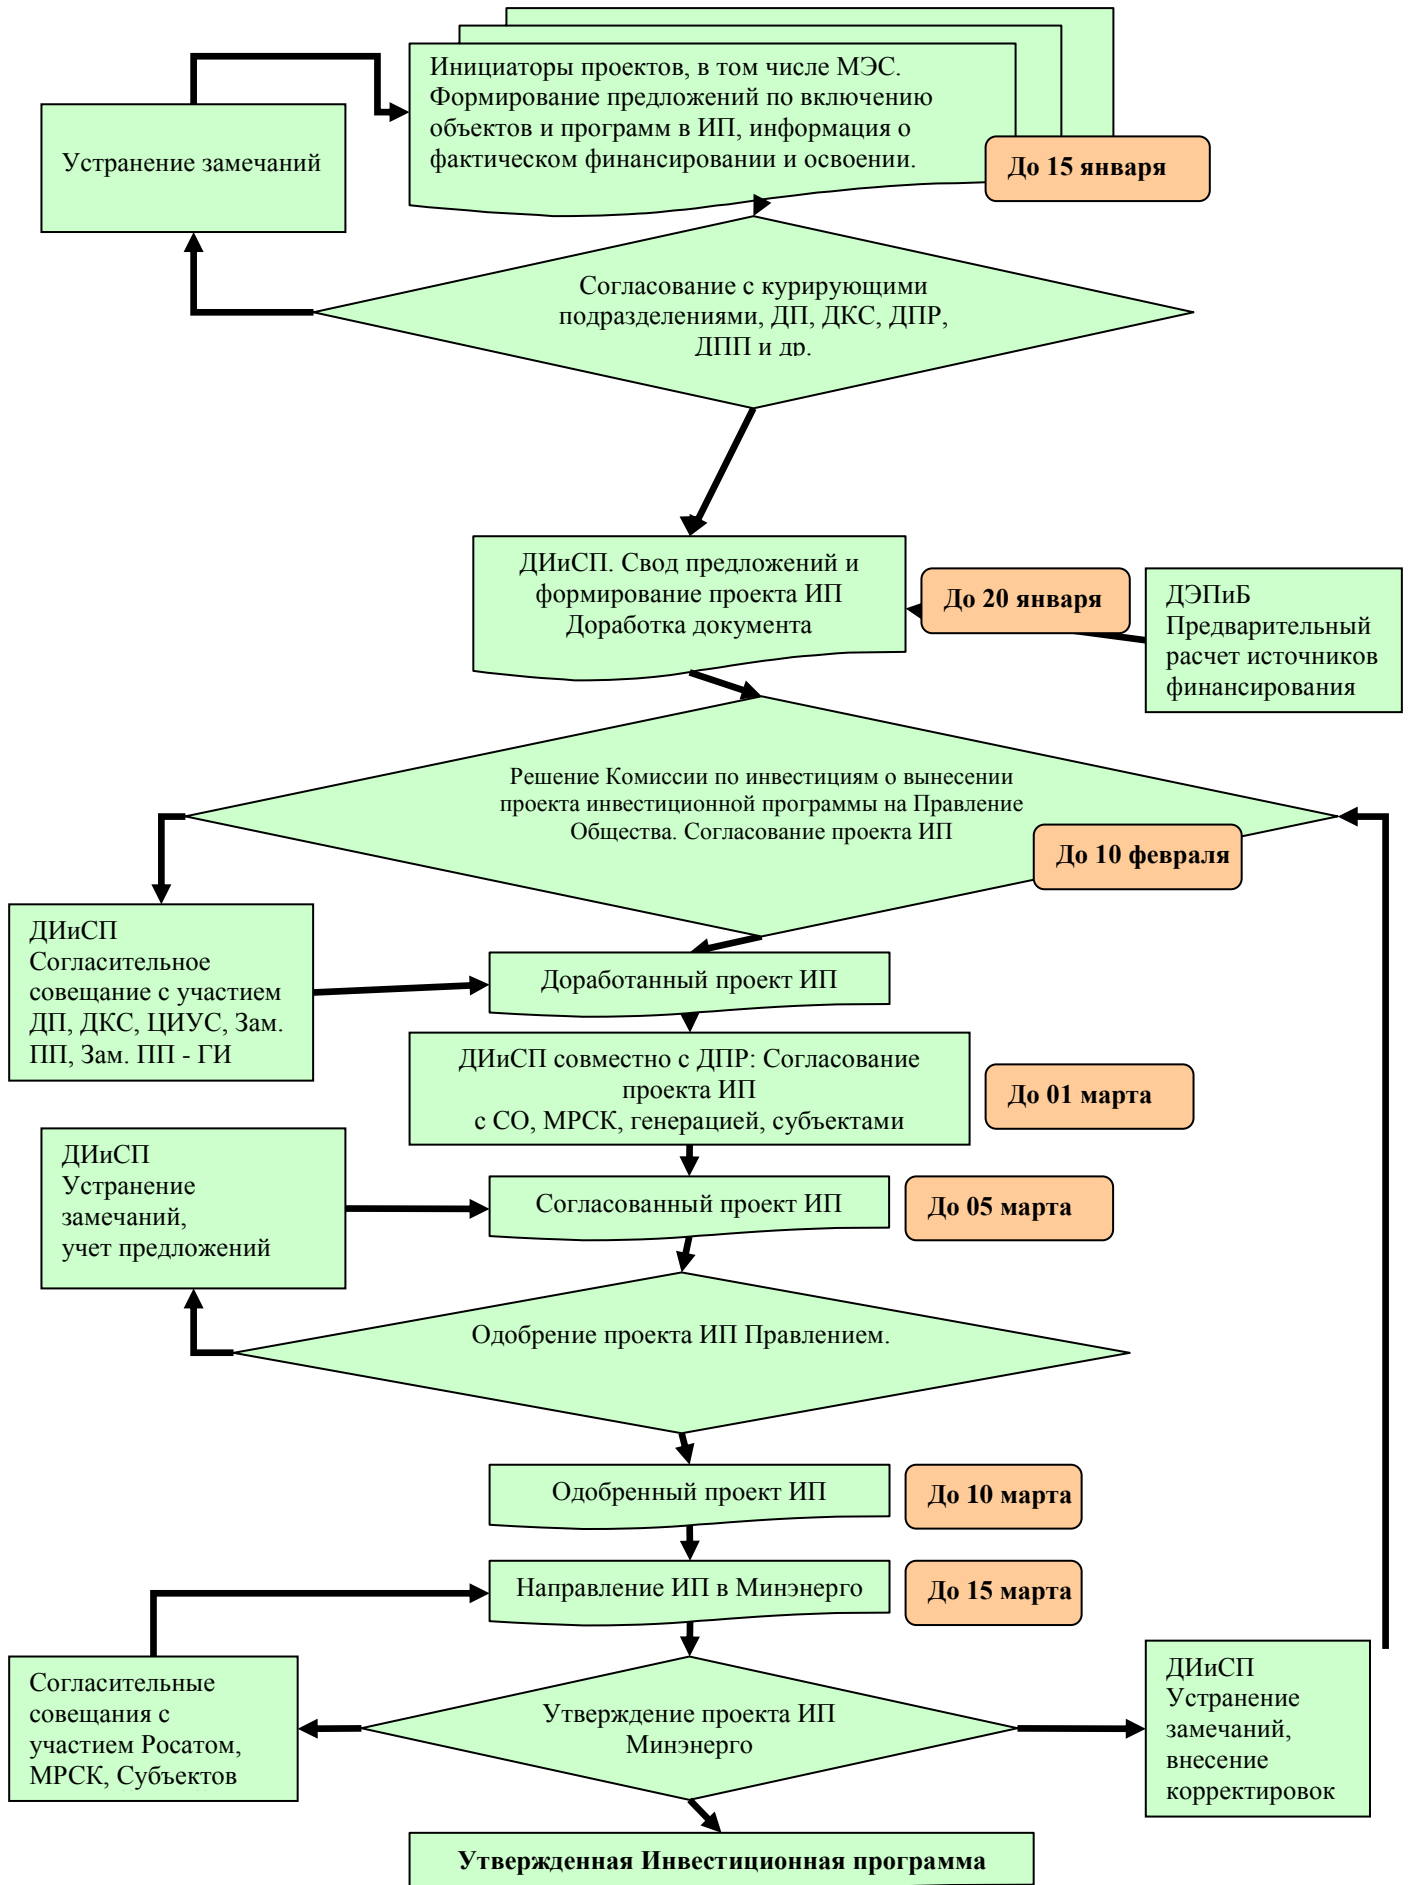 Инициаторы проектов, в том числе МЭС.
Формирование предложений по включению
объектов и программ в ИП, информация о
фактическом финансировании и освоении.
До 15 января
Устранение замечаний
Согласование с курирующими
подразделениями, ДП, ДКС, ДПР,
ДПП и др.
ДИиСП. Свод предложений и
формирование проекта ИП
Доработка документа
До 20 января
ДЭПиБ
Предварительный
расчет источников
финансирования
Решение Комиссии по инвестициям о вынесении
проекта инвестиционной программы на Правление
Общества. Согласование проекта ИП
До 10 февраля
ДИиСП
Согласительное
совещание с участием
ДП, ДКС, ЦИУС, Зам.
ПП, Зам. ПП - ГИ
Доработанный проект ИП
ДИиСП совместно с ДПР: Согласование
проекта ИП
с СО, МРСК, генерацией, субъектами
До 01 марта
ДИиСП
Устранение
замечаний,
учет предложений
Согласованный проект ИП
До 05 марта
Одобрение проекта ИП Правлением.
Одобренный проект ИП
До 10 марта
Направление ИП в Минэнерго
До 15 марта
Согласительные
совещания с
участием Росатом,
МРСК, Субъектов
Утверждение проекта ИП
Минэнерго
ДИиСП
Устранение
замечаний,
внесение
корректировок
Утвержденная Инвестиционная программа